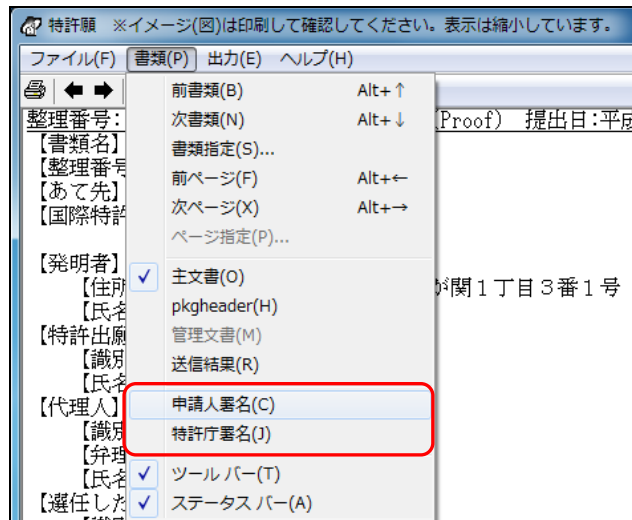 特許願 ※イメージ(図)は印刷して確認してください。表示は縮小しています。
ファイル(F) 書類(P) 出力(E) ヘルプ(H)
前書類(B) Alt+↑
次書類(N) Alt+↓
書類指定(S)...
前ページ(F) Alt+←
次ページ(X) Alt+→
ページ指定(P)...
主文書(O)
pkgheader(H)
管理文書(M)
送信結果(R)
申請人署名(C)
特許庁署名(J)
ツール バー(T)
ステータス バー(A)
整理番号: (Proof) 提出日:平成
【書類名】
【整理番号
【あて先】
【国際特許
【発明者】
【住所 が関1丁目3番1号
【氏名
【特許出願
【識別
【氏名
【代理人】
【識別
【弁理
【氏名
【選任した